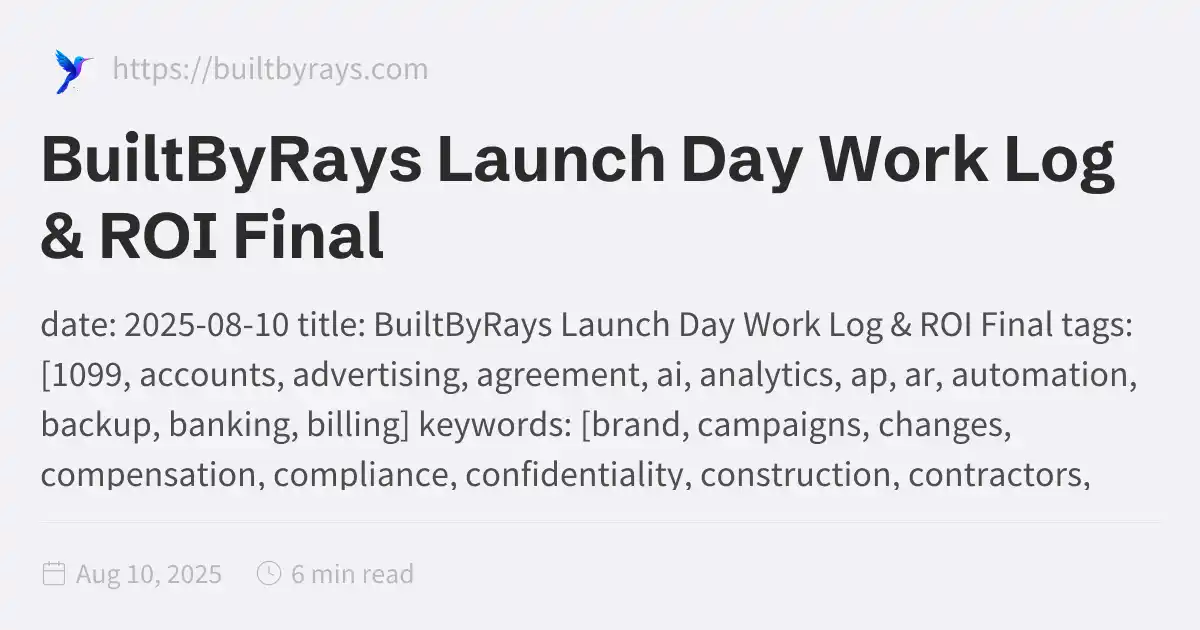 https://builtbyrays.com
BuiltByRays Launch Day Work Log
& ROI Final
date: 2025-08-10 title: BuiltByRays Launch Day Work Log & ROI Final tags:
[1099, accounts, advertising, agreement, ai, analytics, ap, ar, automation,
backup, banking, billing] keywords: [brand, campaigns, changes,
compensation, compliance, confidentiality, construction, contractors,
Aug 10, 2025 6 min read